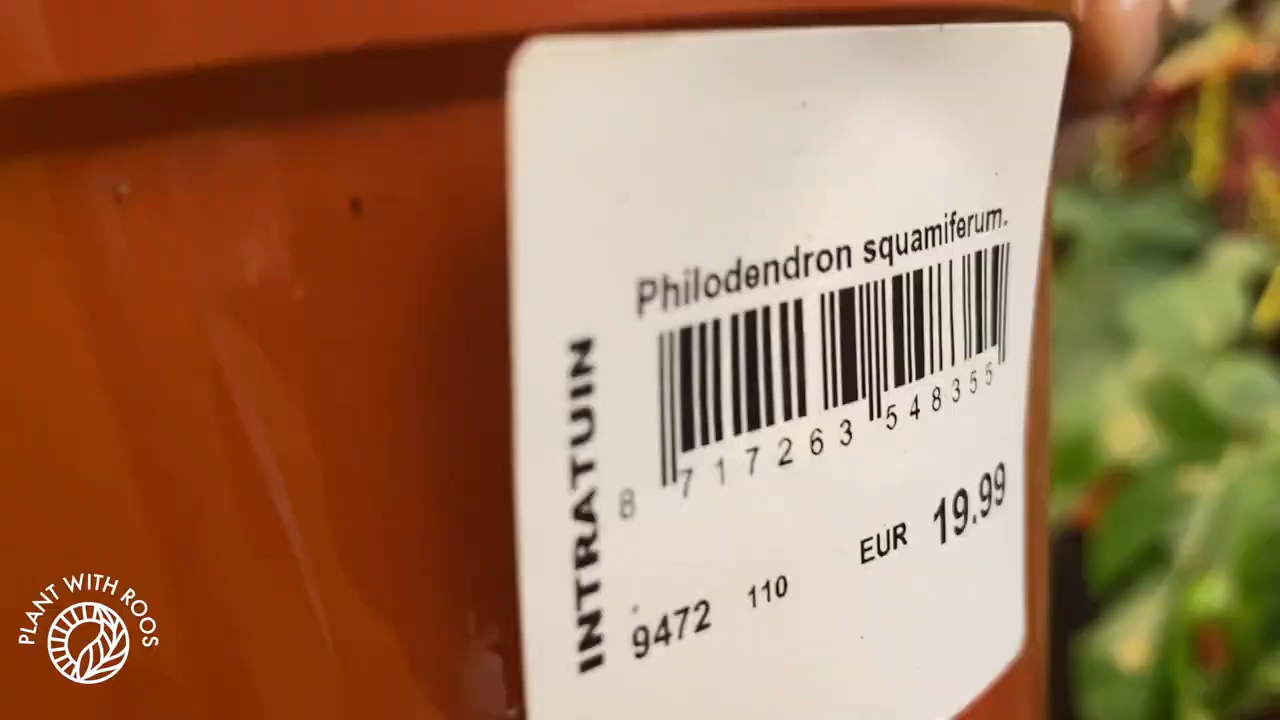 Philodendron squamiferum.
8 717263 548355
EUR 19.99
9472 110
INTRATUIN
PLANT WITH ROOS